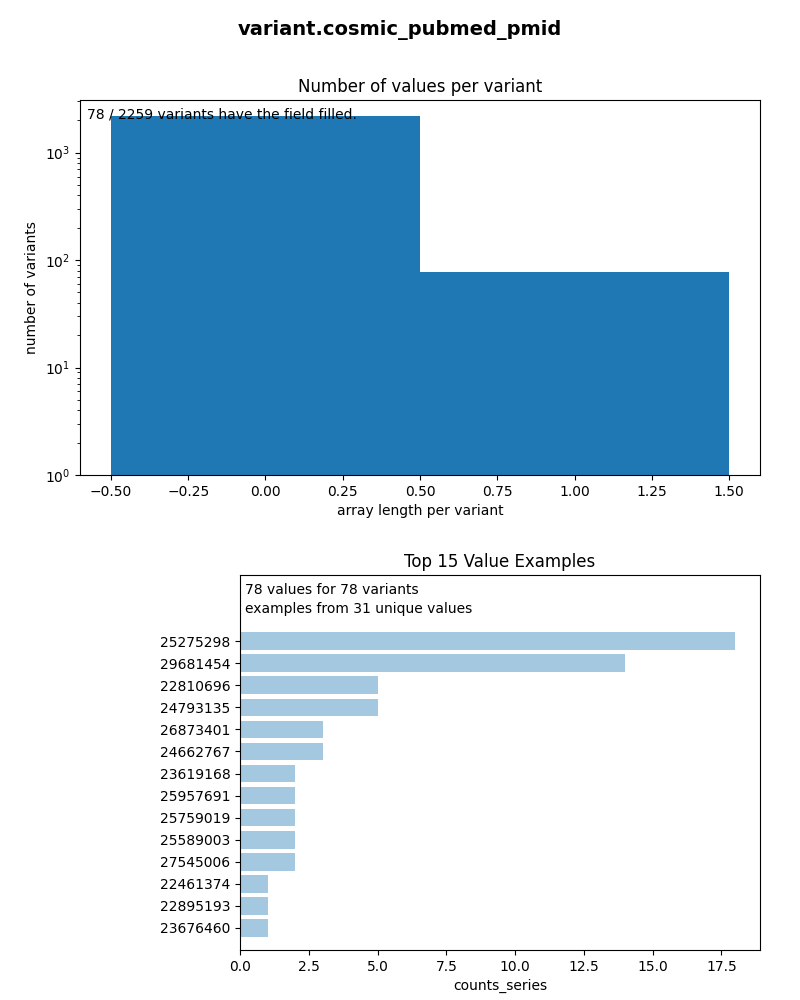 variant.cosmic_pubmed_pmid
Number of values per variant
78 / 2259 variants have the field filled.
10³
10²
10¹
10⁰
number of variants
−0.50 −0.25 0.00 0.25 0.50 0.75 1.00 1.25 1.50
array length per variant
Top 15 Value Examples
78 values for 78 variants
examples from 31 unique values
25275298
29681454
22810696
24793135
26873401
24662767
23619168
25957691
25759019
25589003
27545006
22461374
22895193
23676460
0.0 2.5 5.0 7.5 10.0 12.5 15.0 17.5
counts_series